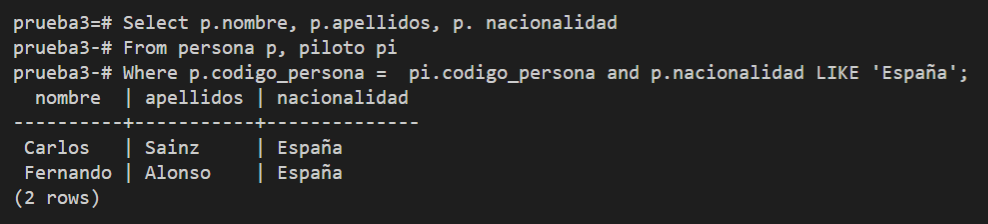 prueba3=# Select p.nombre, p.apellidos, p. nacionalidad
prueba3-# From persona p, piloto pi
prueba3-# Where p.codigo_persona =  pi.codigo_persona and p.nacionalidad LIKE 'España';
  nombre  | apellidos | nacionalidad
----------+-----------+--------------
 Carlos   | Sainz     | España
 Fernando | Alonso    | España
(2 rows)